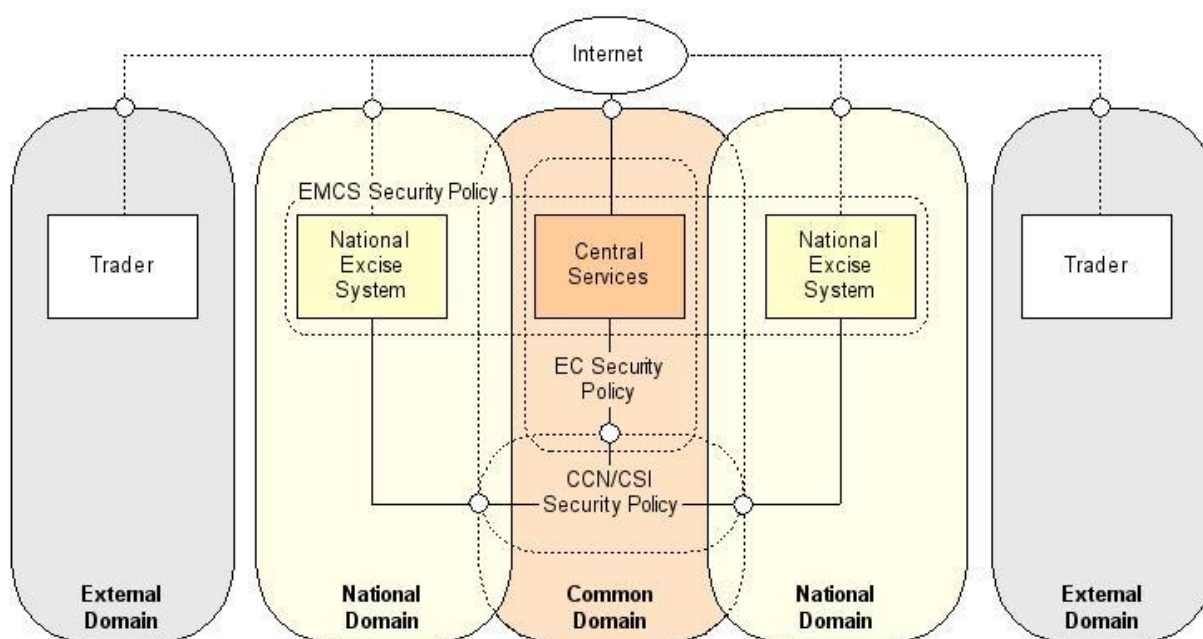 Internet
EMCS Security Policy
Trader
National
Excise
System
Central
Services
National
Excise
System
Trader
EC Security
Policy
CCN/CSI
Security Policy
External
Domain
National
Domain
Common
Domain
National
Domain
External
Domain